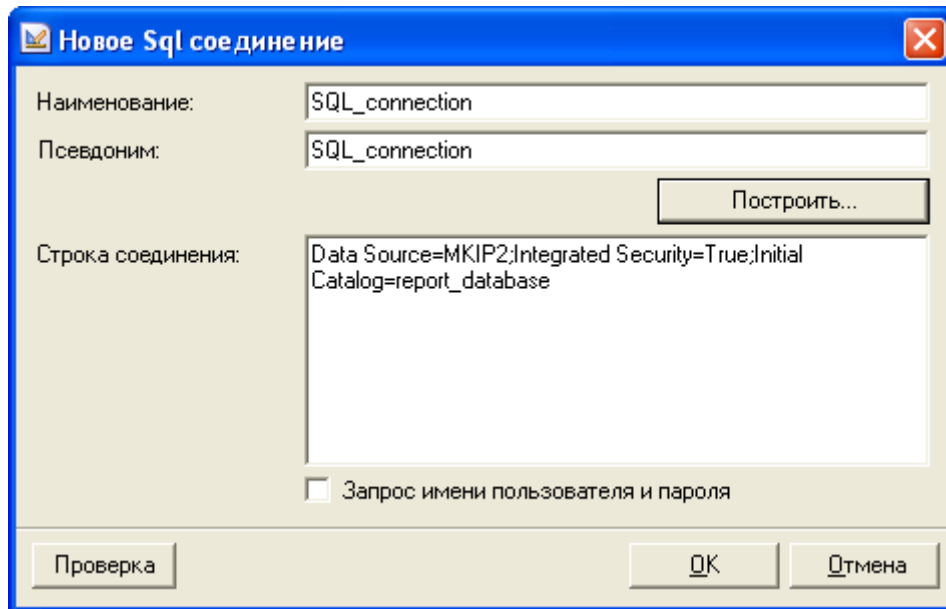 Новое Sql соединение
Наименование: SQL_connection
Псевдоним: SQL_connection
Построить...
Строка соединения: Data Source=MKIP2;Integrated Security=True;Initial
Catalog=report_database
Запрос имени пользователя и пароля
Проверка OK Отмена